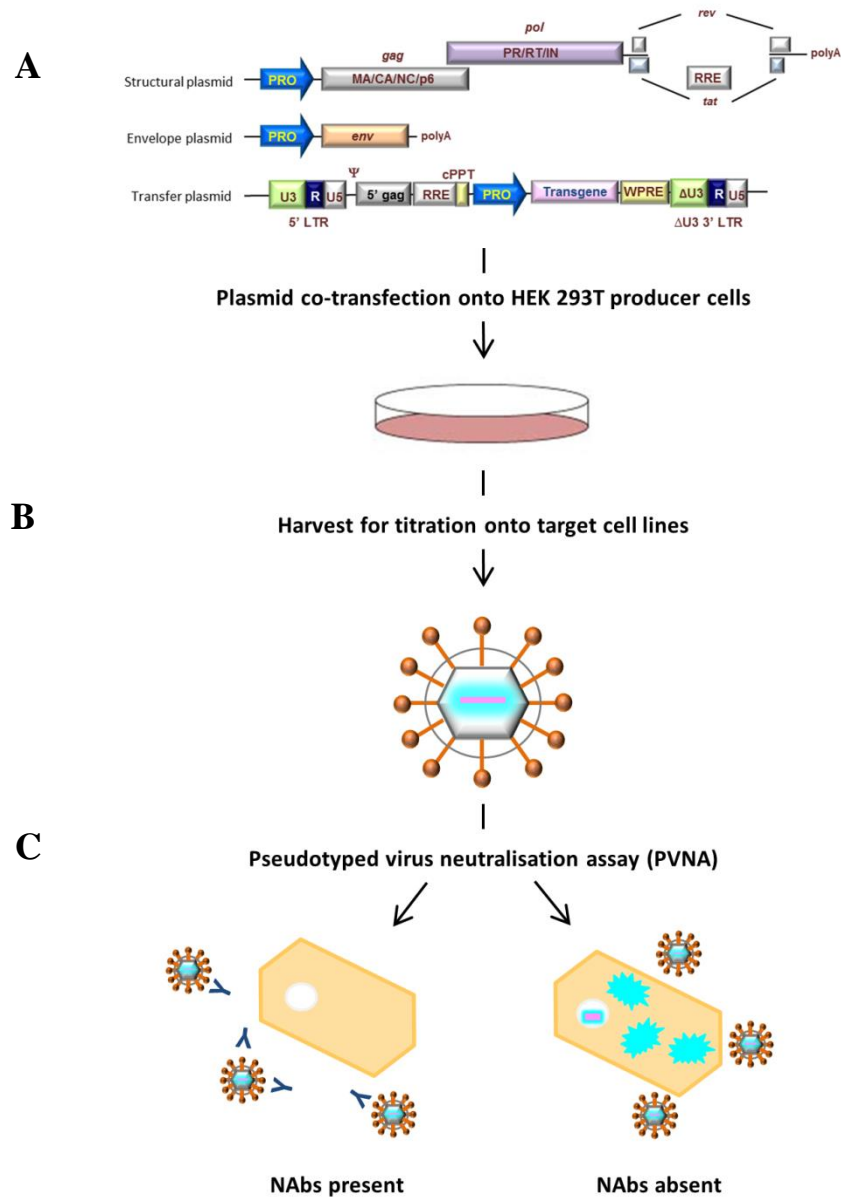 A
rev
pol
gag
PR/RT/IN
polyA
Structural plasmid
PRO
MA/CA/NC/p6
RRE
tat
Envelope plasmid
PRO
env
polyA
Ψ
cPPT
Transfer plasmid
U3
R
U5
5' gag
RRE
PRO
Transgene
WPRE
ΔU3
R
U5
5' LTR
ΔU3 3' LTR
Plasmid co-transfection onto HEK 293T producer cells
B
Harvest for titration onto target cell lines
C
Pseudotyped virus neutralisation assay (PVNA)
NAbs present
NAbs absent